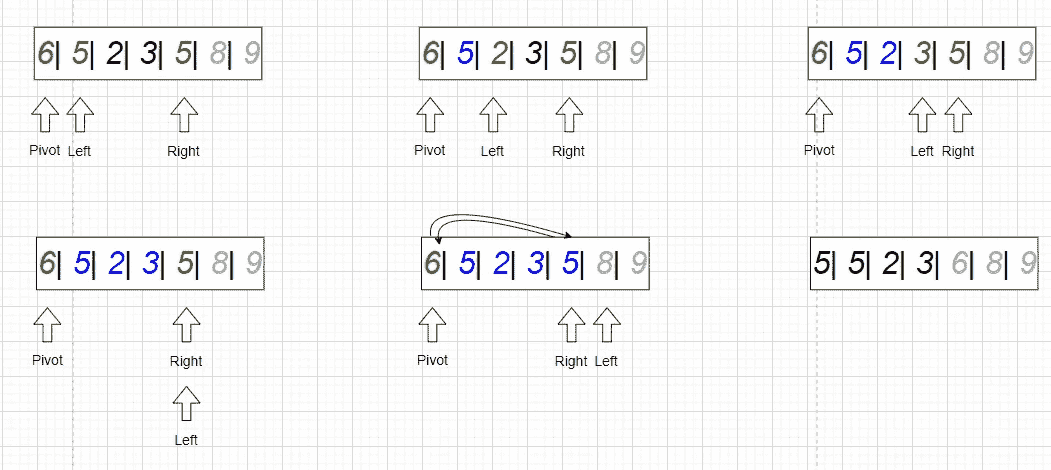 6| 5| 2| 3| 5| 8| 9
Pivot Left Right
6| 5| 2| 3| 5| 8| 9
Pivot Left Right
6| 5| 2| 3| 5| 8| 9
Pivot Left Right
6| 5| 2| 3| 5| 8| 9
Pivot Right
Left
6| 5| 2| 3| 5| 8| 9
Pivot Right Left
5| 5| 2| 3| 6| 8| 9